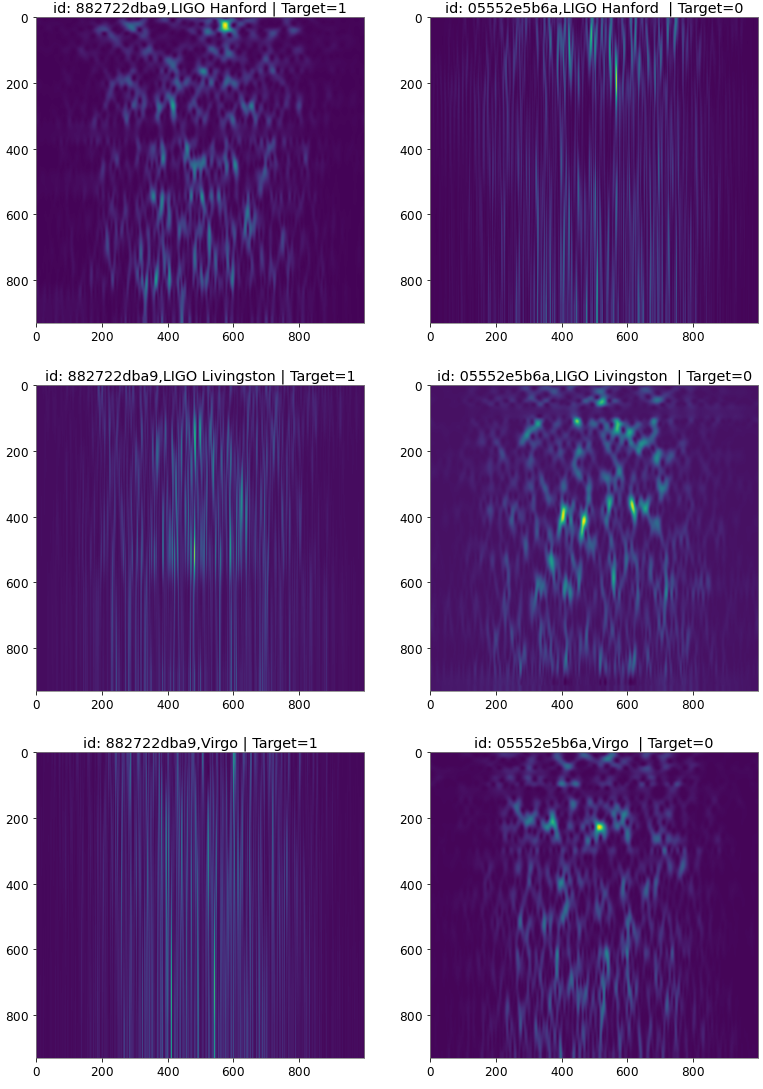 id: 882722dba9,LIGO Hanford | Target=1
0
200
400
600
800
0 200 400 600 800
id: 05552e5b6a,LIGO Hanford  | Target=0
0
200
400
600
800
0 200 400 600 800
id: 882722dba9,LIGO Livingston | Target=1
0
200
400
600
800
0 200 400 600 800
id: 05552e5b6a,LIGO Livingston  | Target=0
0
200
400
600
800
0 200 400 600 800
id: 882722dba9,Virgo | Target=1
0
200
400
600
800
0 200 400 600 800
id: 05552e5b6a,Virgo  | Target=0
0
200
400
600
800
0 200 400 600 800